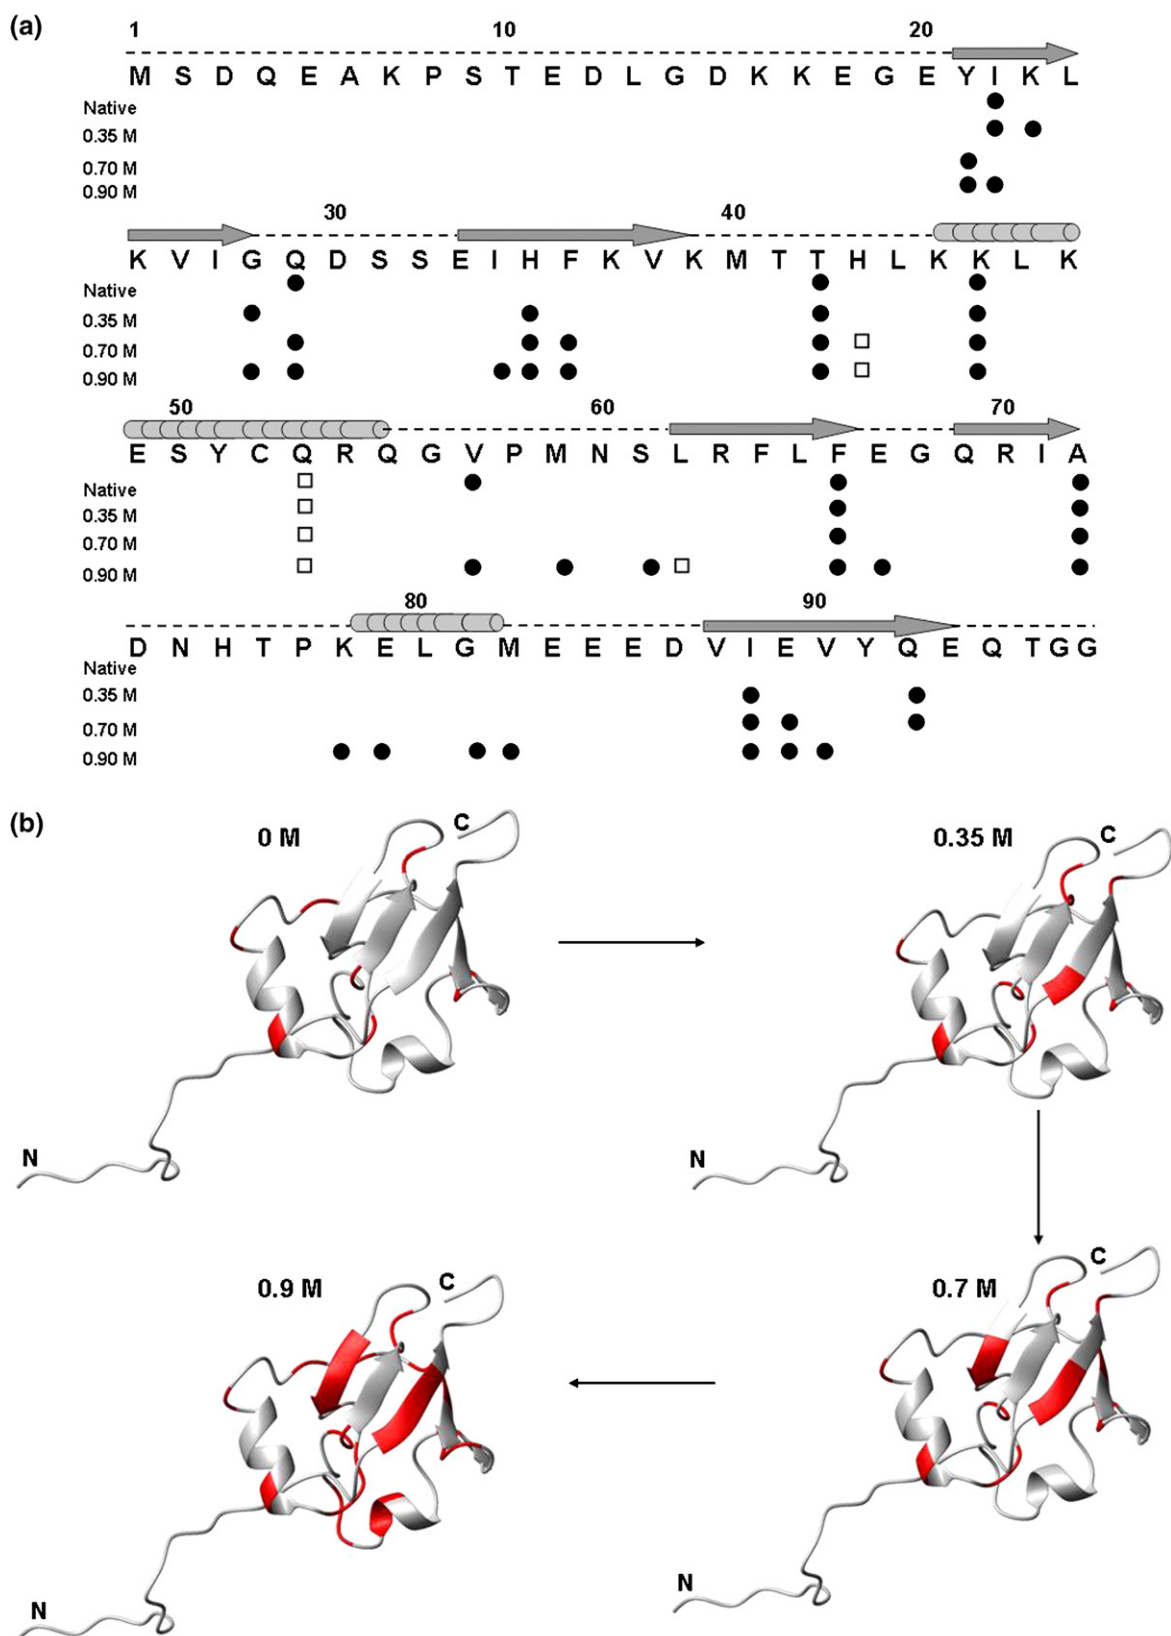 (a)
1 10 20
M S D Q E A K P S T E D L G D K K E G E Y I K L
Native
0.35 M
0.70 M
0.90 M
30 40
K V I G Q D S S E I H F K V K M T T H L K K L K
Native
0.35 M
0.70 M
0.90 M
50 60 70
E S Y C Q R Q G V P M N S L R F L F E G Q R I A
Native
0.35 M
0.70 M
0.90 M
80 90
D N H T P K E L G M E E E D V I E V Y Q E Q T G G
Native
0.35 M
0.70 M
0.90 M
(b)
0 M
C
N
0.35 M
C
N
0.9 M
C
N
0.7 M
C
N